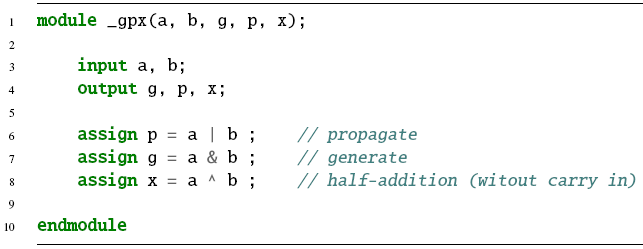 1 module _gpx(a, b, g, p, x);
2
3 input a, b;
4 output g, p, x;
5
6 assign p = a | b ; // propagate
7 assign g = a & b ; // generate
8 assign x = a ^ b ; // half-addition (witout carry in)
9
10 endmodule